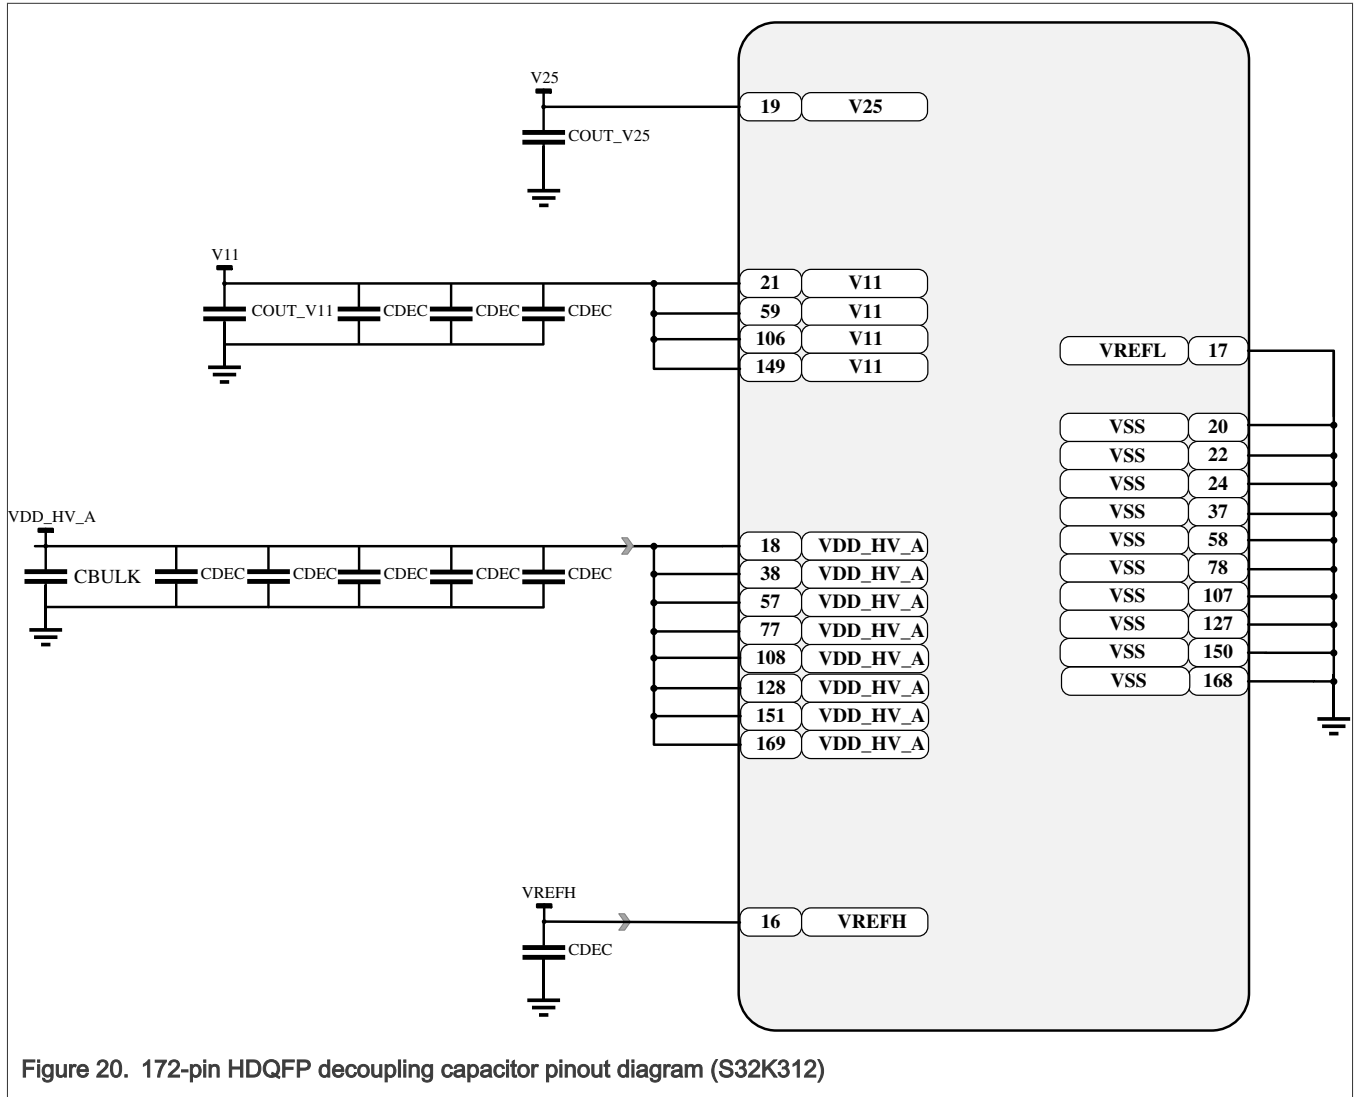 V25
19 V25
COUT_V25
V11
COUT_V11 CDEC CDEC CDEC
21 V11
59 V11
106 V11
149 V11
VREFL 17
VSS 20
VSS 22
VSS 24
VSS 37
VSS 58
VSS 78
VSS 107
VSS 127
VSS 150
VSS 168
VDD_HV_A
CBULK CDEC CDEC CDEC CDEC CDEC
18 VDD_HV_A
38 VDD_HV_A
57 VDD_HV_A
77 VDD_HV_A
108 VDD_HV_A
128 VDD_HV_A
151 VDD_HV_A
169 VDD_HV_A
VREFH
16 VREFH
CDEC
Figure 20. 172-pin HDQFP decoupling capacitor pinout diagram (S32K312)